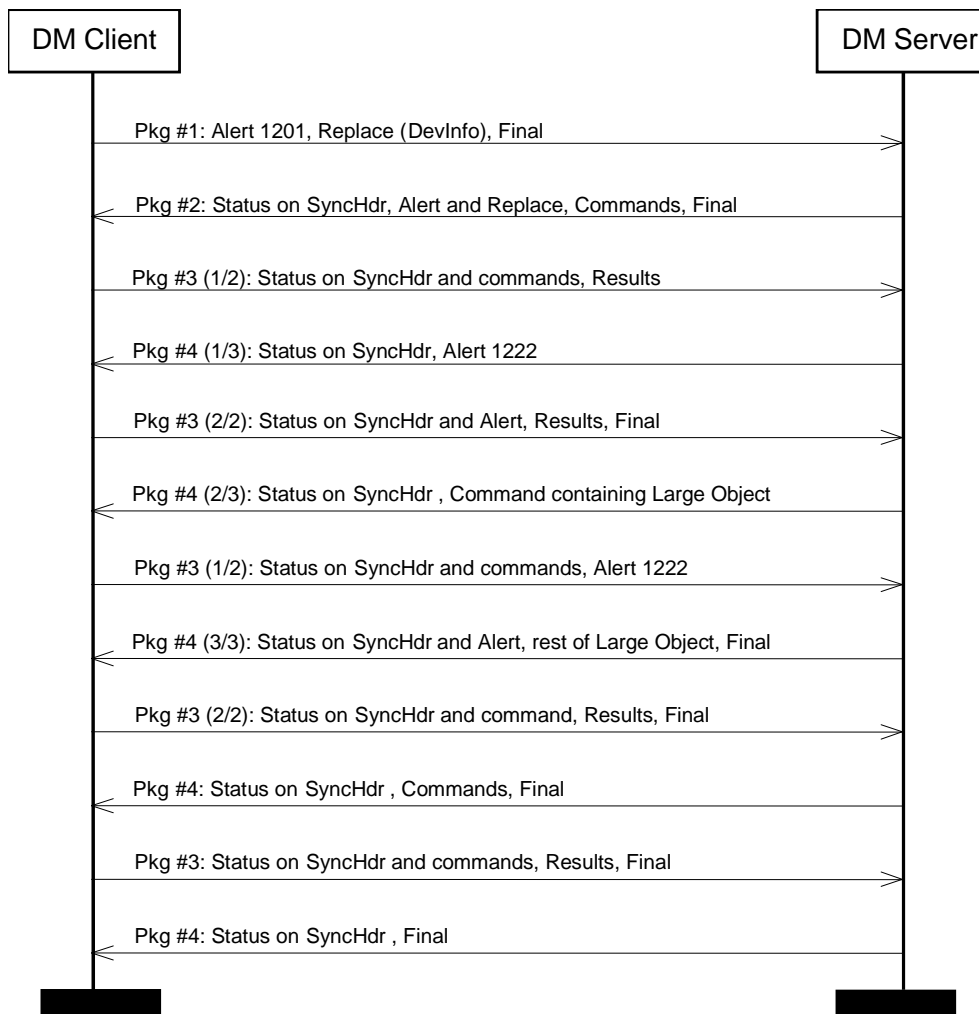 DM Client
DM Server
Pkg #1: Alert 1201, Replace (DevInfo), Final
Pkg #2: Status on SyncHdr, Alert and Replace, Commands, Final
Pkg #3 (1/2): Status on SyncHdr and commands, Results
Pkg #4 (1/3): Status on SyncHdr, Alert 1222
Pkg #3 (2/2): Status on SyncHdr and Alert, Results, Final
Pkg #4 (2/3): Status on SyncHdr , Command containing Large Object
Pkg #3 (1/2): Status on SyncHdr and commands, Alert 1222
Pkg #4 (3/3): Status on SyncHdr and Alert, rest of Large Object, Final
Pkg #3 (2/2): Status on SyncHdr and command, Results, Final
Pkg #4: Status on SyncHdr , Commands, Final
Pkg #3: Status on SyncHdr and commands, Results, Final
Pkg #4: Status on SyncHdr , Final